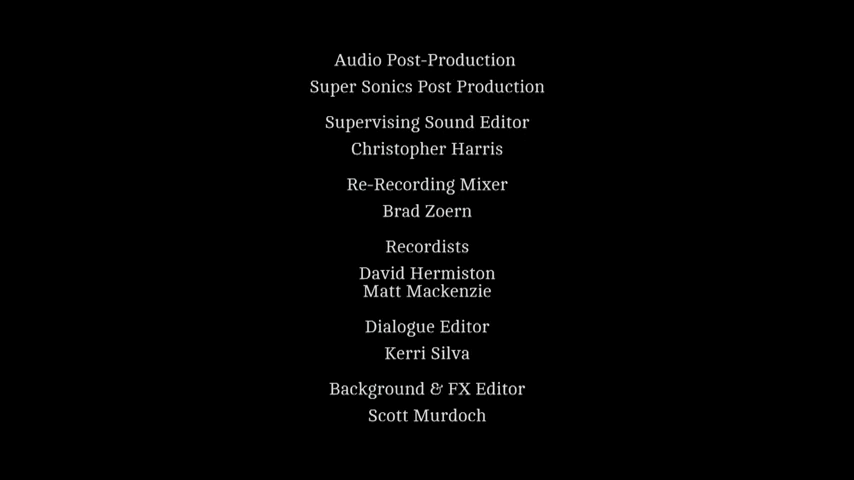 Audio Post-Production
Super Sonics Post Production
Supervising Sound Editor
Christopher Harris
Re-Recording Mixer
Brad Zoern
Recordists
David Hermiston
Matt Mackenzie
Dialogue Editor
Kerri Silva
Background & FX Editor
Scott Murdoch